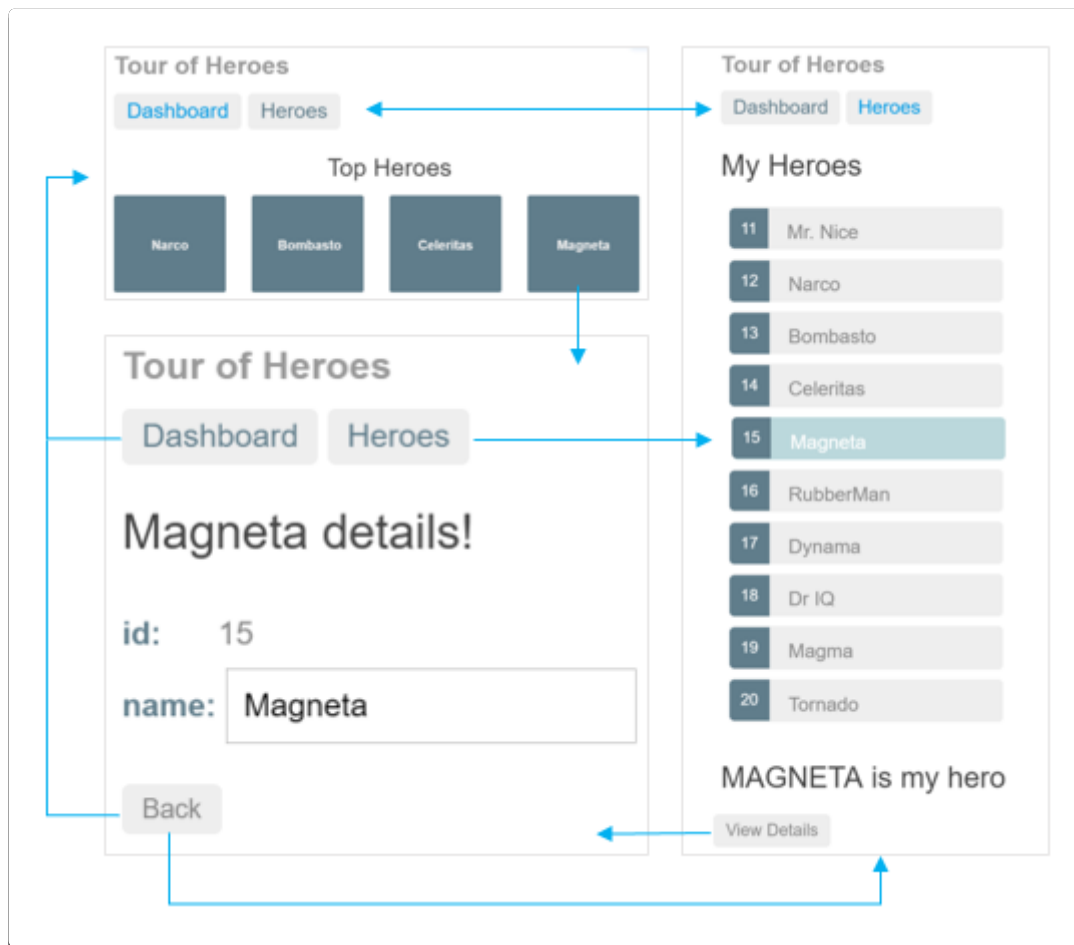 Tour of Heroes
Dashboard Heroes
Top Heroes
Narco Bombasto Celeritas Magneta
Tour of Heroes
Dashboard Heroes
Magneta details!
id: 15
name: Magneta
Back
Tour of Heroes
Dashboard Heroes
My Heroes
11 Mr. Nice
12 Narco
13 Bombasto
14 Celeritas
15 Magneta
16 RubberMan
17 Dynama
18 Dr IQ
19 Magma
20 Tornado
MAGNETA is my hero
View Details